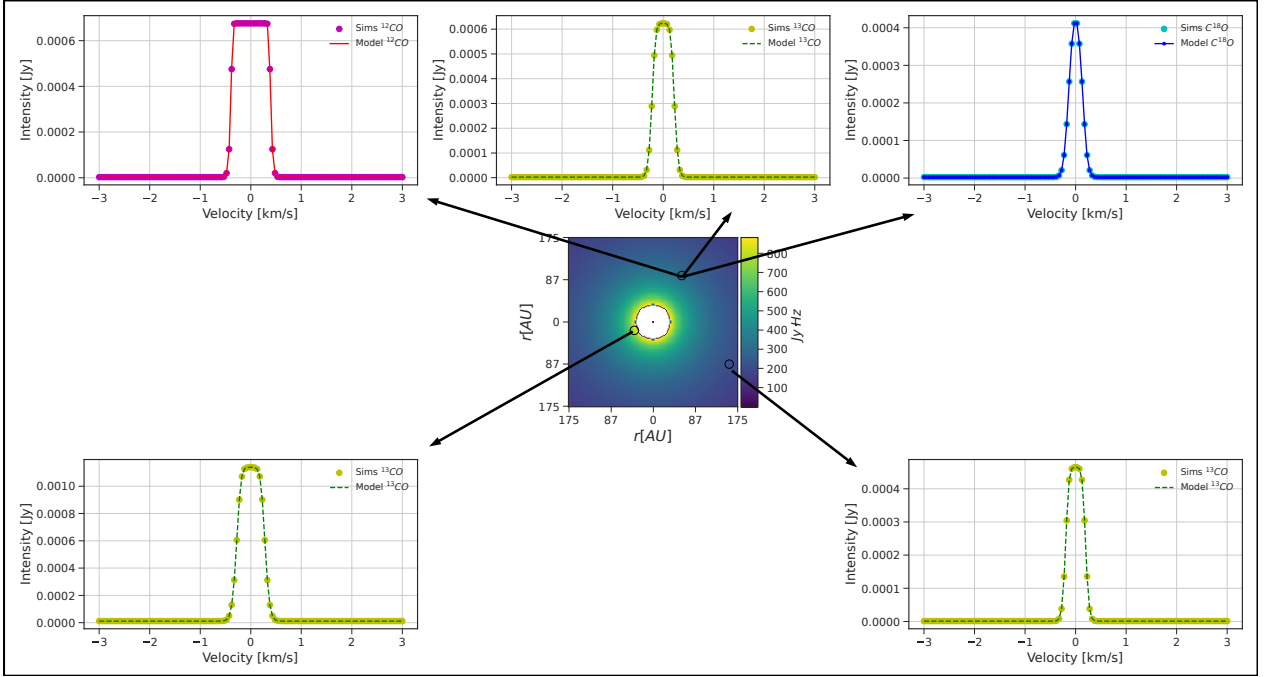 Sims ¹²CO
Model ¹²CO
Intensity [Jy]
0.0006
0.0004
0.0002
0.0000
−3 −2 −1 0 1 2 3
Velocity [km/s]
Sims ¹³CO
Model ¹³CO
Intensity [Jy]
0.0006
0.0005
0.0004
0.0003
0.0002
0.0001
0.0000
−3 −2 −1 0 1 2 3
Velocity [km/s]
Sims C¹⁸O
Model C¹⁸O
Intensity [Jy]
0.0004
0.0003
0.0002
0.0001
0.0000
−3 −2 −1 0 1 2 3
Velocity [km/s]
r[AU]
175
87
0
87
175
175 87 0 87 175
r[AU]
800
700
600
500
400
300
200
100
Jy Hz
Sims ¹³CO
Model ¹³CO
Intensity [Jy]
0.0010
0.0008
0.0006
0.0004
0.0002
0.0000
−3 −2 −1 0 1 2 3
Velocity [km/s]
Sims ¹³CO
Model ¹³CO
Intensity [Jy]
0.0004
0.0003
0.0002
0.0001
0.0000
−3 −2 −1 0 1 2 3
Velocity [km/s]